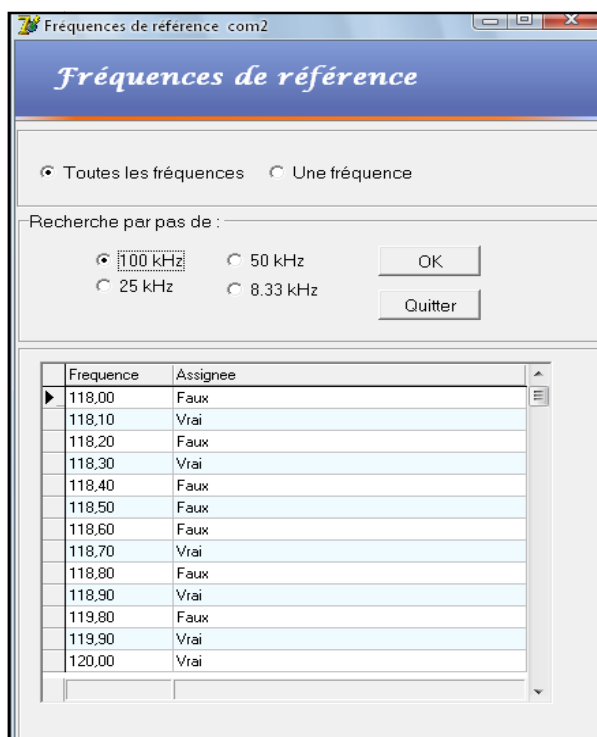 Fréquences de référence com2
Fréquences de référence
Toutes les fréquences Une fréquence
Recherche par pas de :
100 kHz 50 kHz OK
25 kHz 8.33 kHz Quitter
Frequence Assignee
118,00 Faux
118,10 Vrai
118,20 Faux
118,30 Vrai
118,40 Faux
118,50 Faux
118,60 Faux
118,70 Vrai
118,80 Faux
118,90 Vrai
119,80 Faux
119,90 Vrai
120,00 Vrai